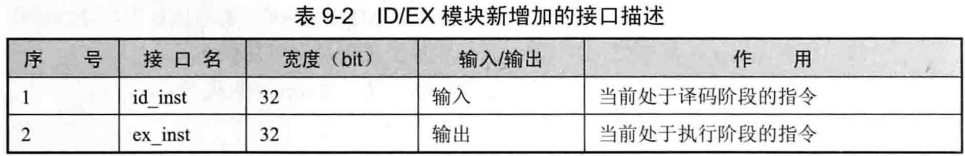 表 9-2 ID/EX 模块新增加的接口描述
序 号 接 口 名 宽度（bit） 输入/输出 作 用
1 id_inst 32 输入 当前处于译码阶段的指令
2 ex_inst 32 输出 当前处于执行阶段的指令